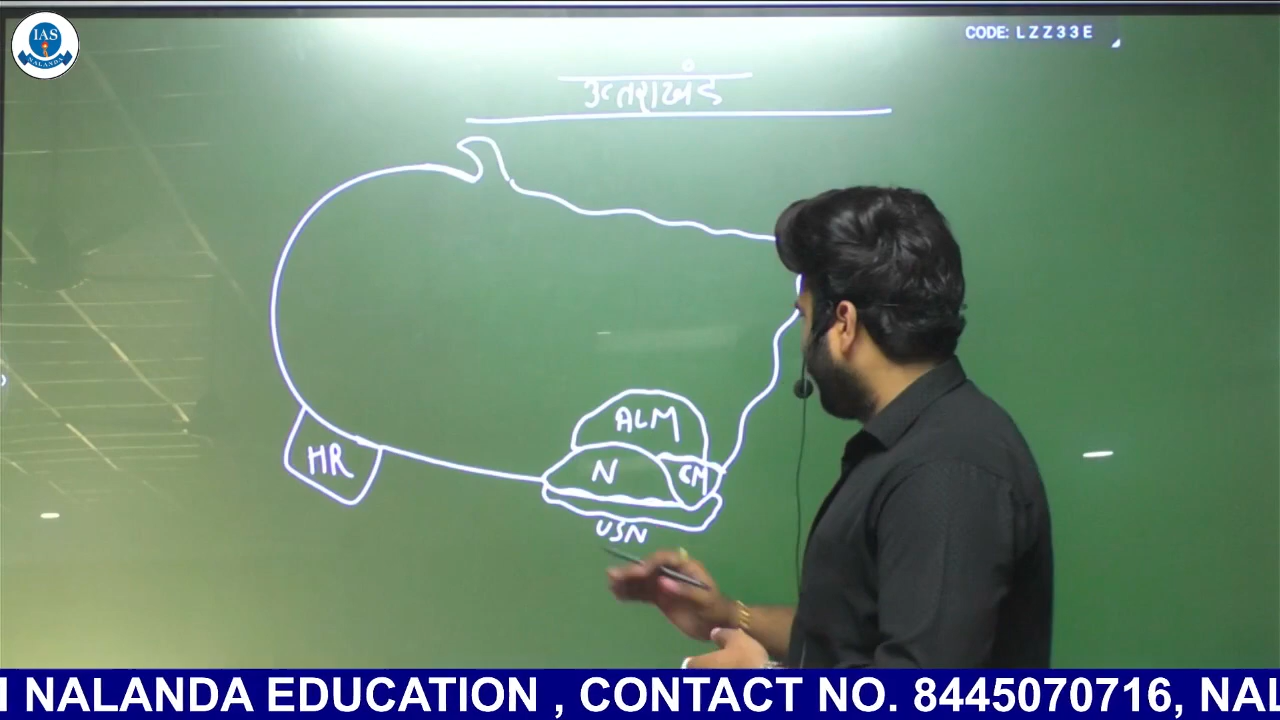 IAS
NALANDA
CODE: LZZ33E
उत्तराखंड
ALM
HR
N
CM
USN
NALANDA EDUCATION , CONTACT NO. 8445070716, NAL